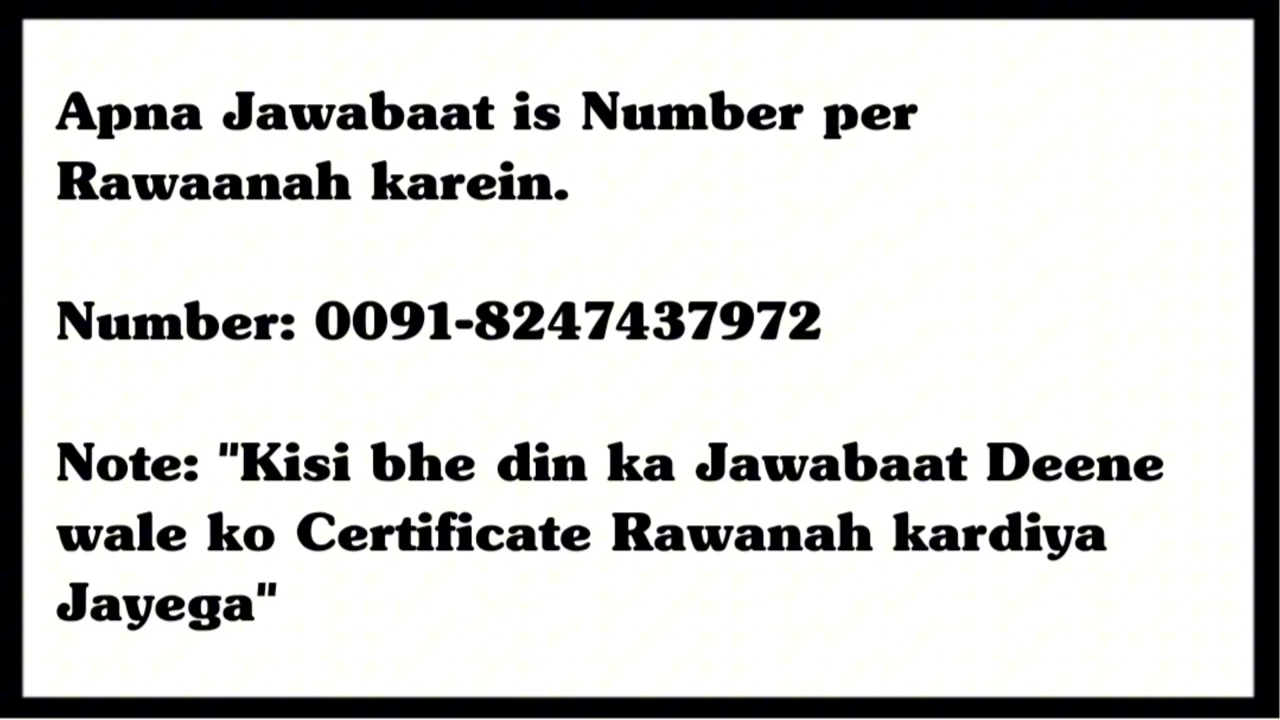 Apna Jawabaat is Number per
Rawaanah karein.
Number: 0091-8247437972
Note: "Kisi bhe din ka Jawabaat Deene
wale ko Certificate Rawanah kardiya
Jayega"